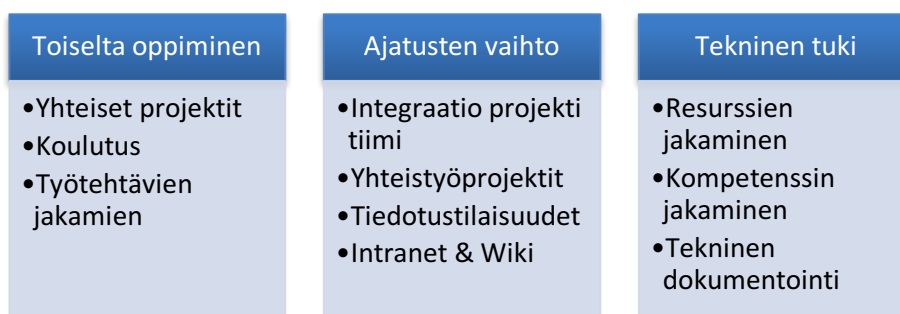 Toiselta oppiminen
•Yhteiset projektit
•Koulutus
•Työtehtävien
jakamien
Ajatusten vaihto
•Integraatio projekti
tiimi
•Yhteistyöprojektit
•Tiedotustilaisuudet
•Intranet & Wiki
Tekninen tuki
•Resurssien
jakaminen
•Kompetenssin
jakaminen
•Tekninen
dokumentointi